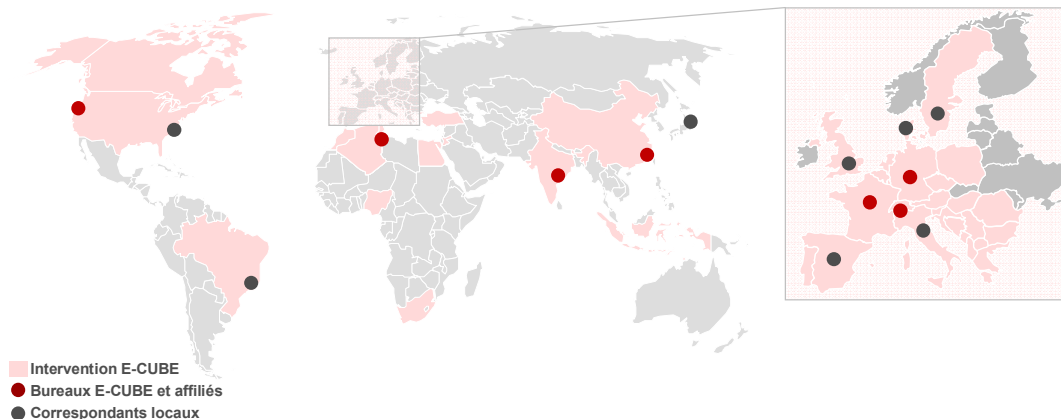 Intervention E-CUBE
Bureaux E-CUBE et affiliés
Correspondants locaux